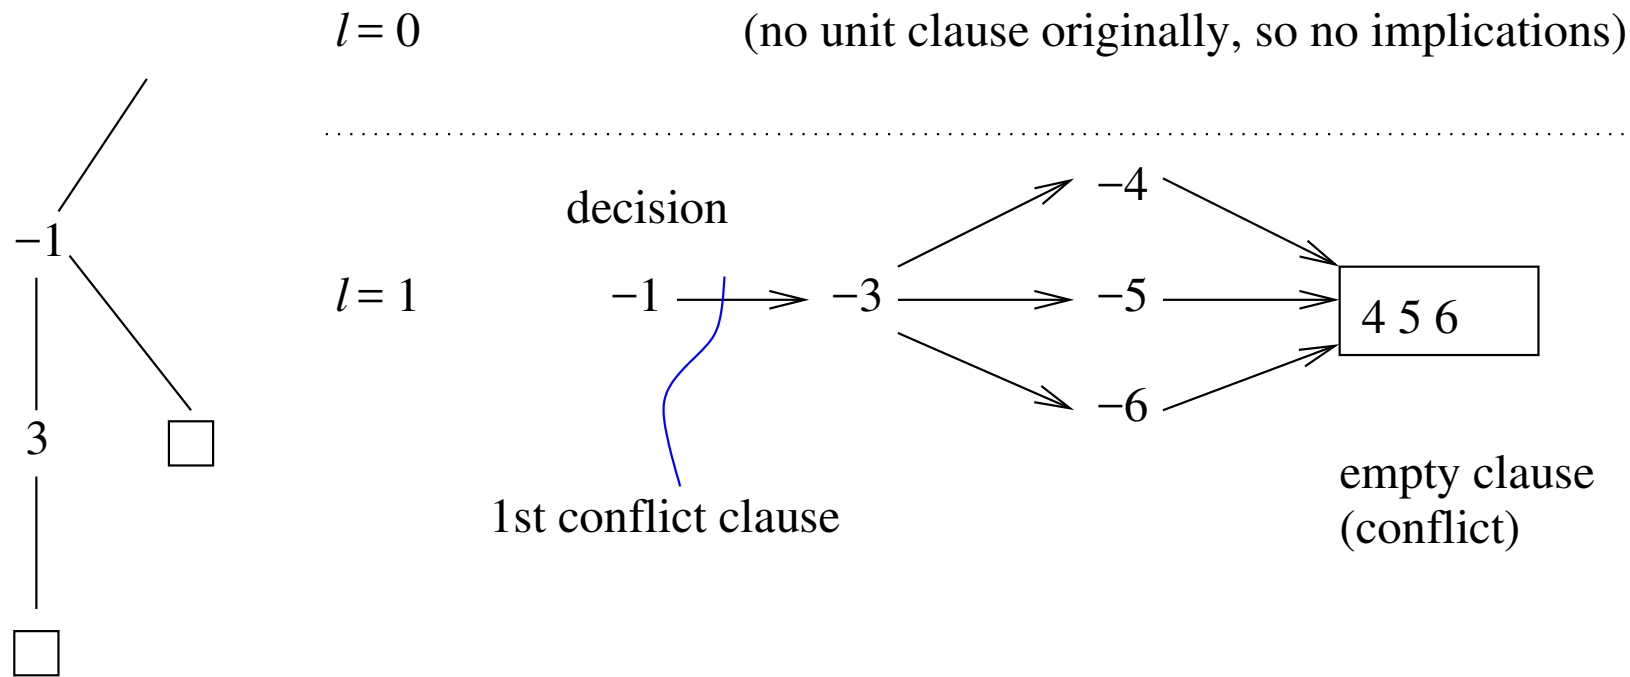 l = 0
(no unit clause originally, so no implications)
−4
decision
−1
l = 1
−1
−3
−5
4 5 6
−6
3
empty clause
(conflict)
1st conflict clause